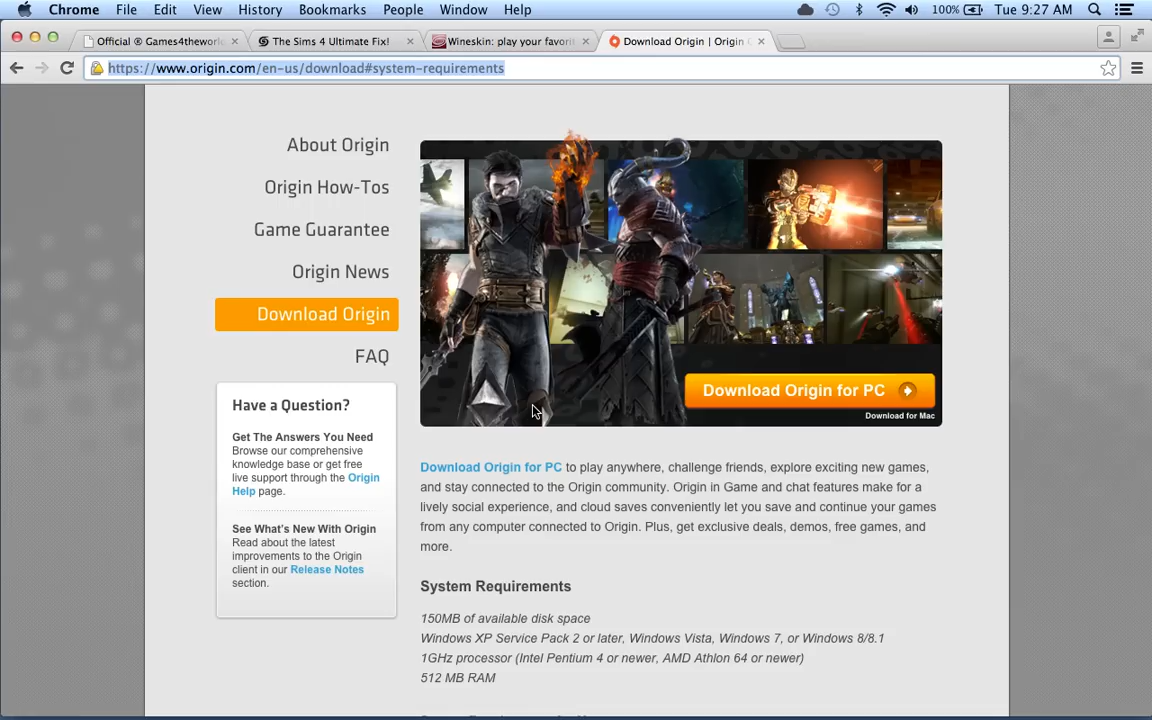 Chrome File Edit View History Bookmarks People Window Help 100% Tue 9:27 AM
Official ® Games4theworl × The Sims 4 Ultimate Fix! × Wineskin: play your favori × Download Origin | Origin ×
https://www.origin.com/en-us/download#system-requirements
About Origin
Origin How-Tos
Game Guarantee
Origin News
Download Origin
FAQ
Have a Question?
Get The Answers You Need
Browse our comprehensive
knowledge base or get free
live support through the Origin
Help page.
See What's New With Origin
Read about the latest
improvements to the Origin
client in our Release Notes
section.
Download Origin for PC
Download for Mac
Download Origin for PC to play anywhere, challenge friends, explore exciting new games,
and stay connected to the Origin community. Origin in Game and chat features make for a
lively social experience, and cloud saves conveniently let you save and continue your games
from any computer connected to Origin. Plus, get exclusive deals, demos, free games, and
more.
System Requirements
150MB of available disk space
Windows XP Service Pack 2 or later, Windows Vista, Windows 7, or Windows 8/8.1
1GHz processor (Intel Pentium 4 or newer, AMD Athlon 64 or newer)
512 MB RAM